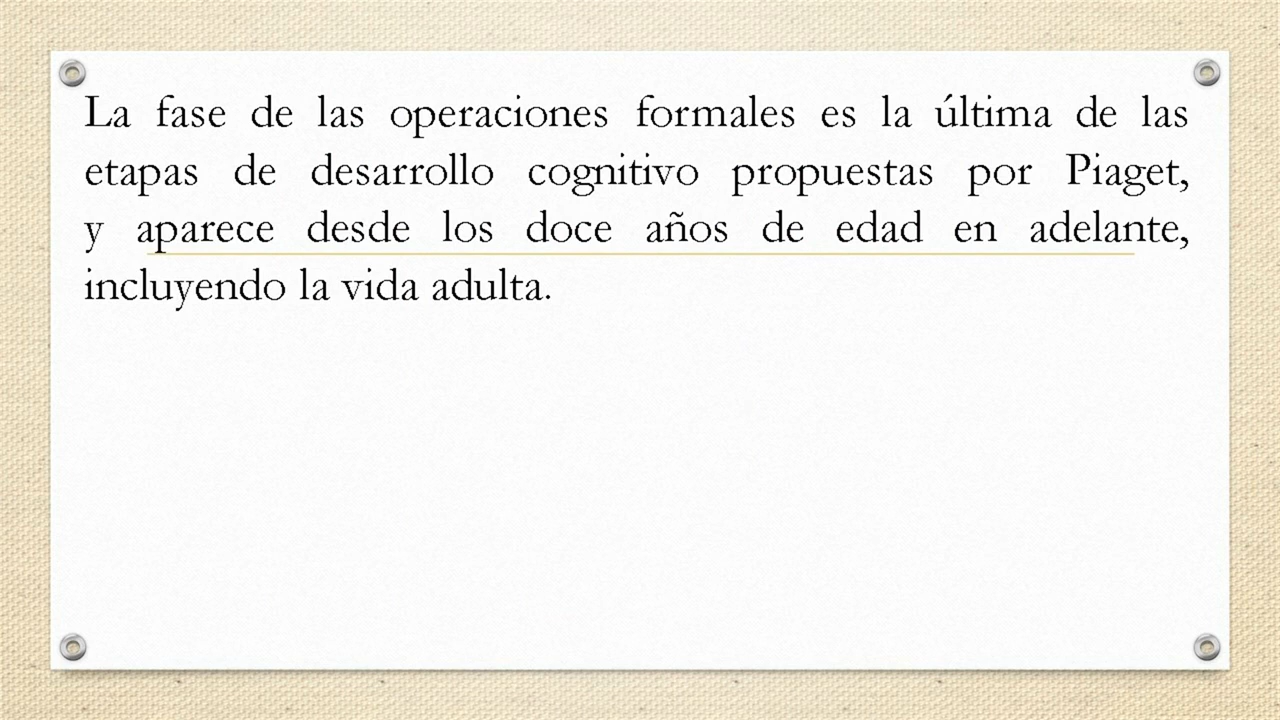 La fase de las operaciones formales es la última de las
etapas de desarrollo cognitivo propuestas por Piaget,
y aparece desde los doce años de edad en adelante,
incluyendo la vida adulta.